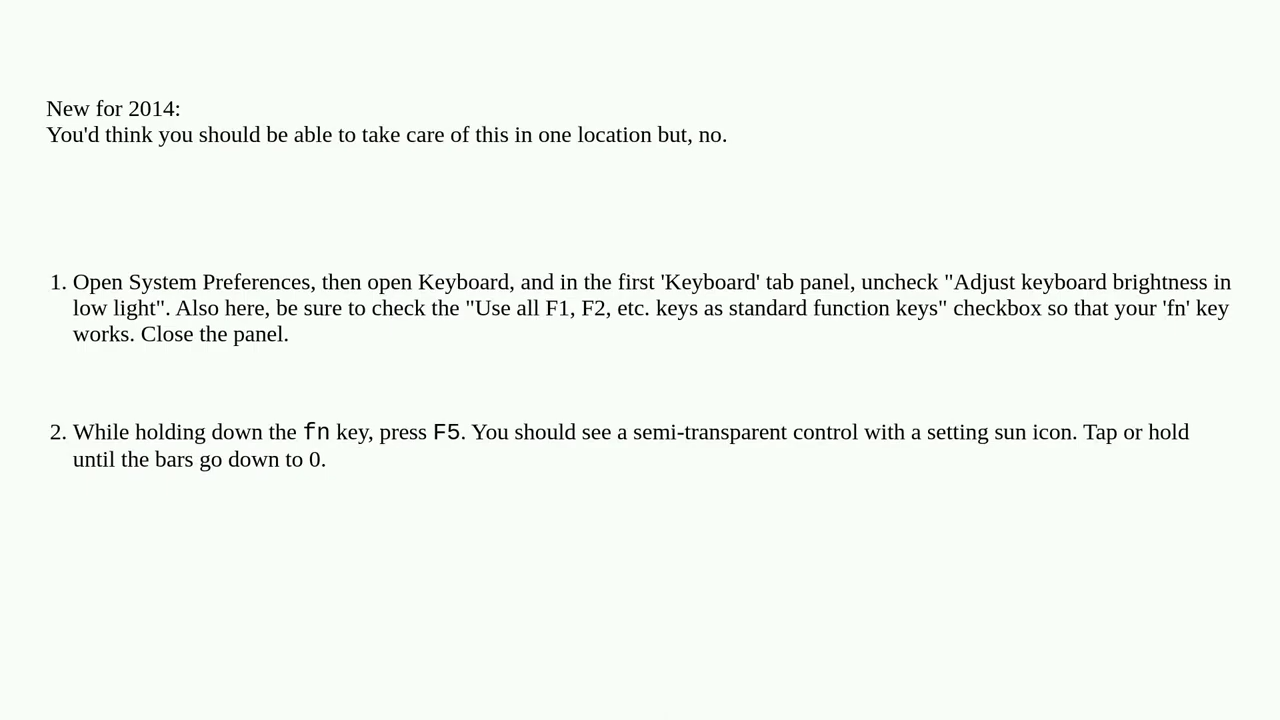 New for 2014:
You'd think you should be able to take care of this in one location but, no.
1. Open System Preferences, then open Keyboard, and in the first 'Keyboard' tab panel, uncheck "Adjust keyboard brightness in
low light". Also here, be sure to check the "Use all F1, F2, etc. keys as standard function keys" checkbox so that your 'fn' key
works. Close the panel.
2. While holding down the fn key, press F5. You should see a semi-transparent control with a setting sun icon. Tap or hold
until the bars go down to 0.